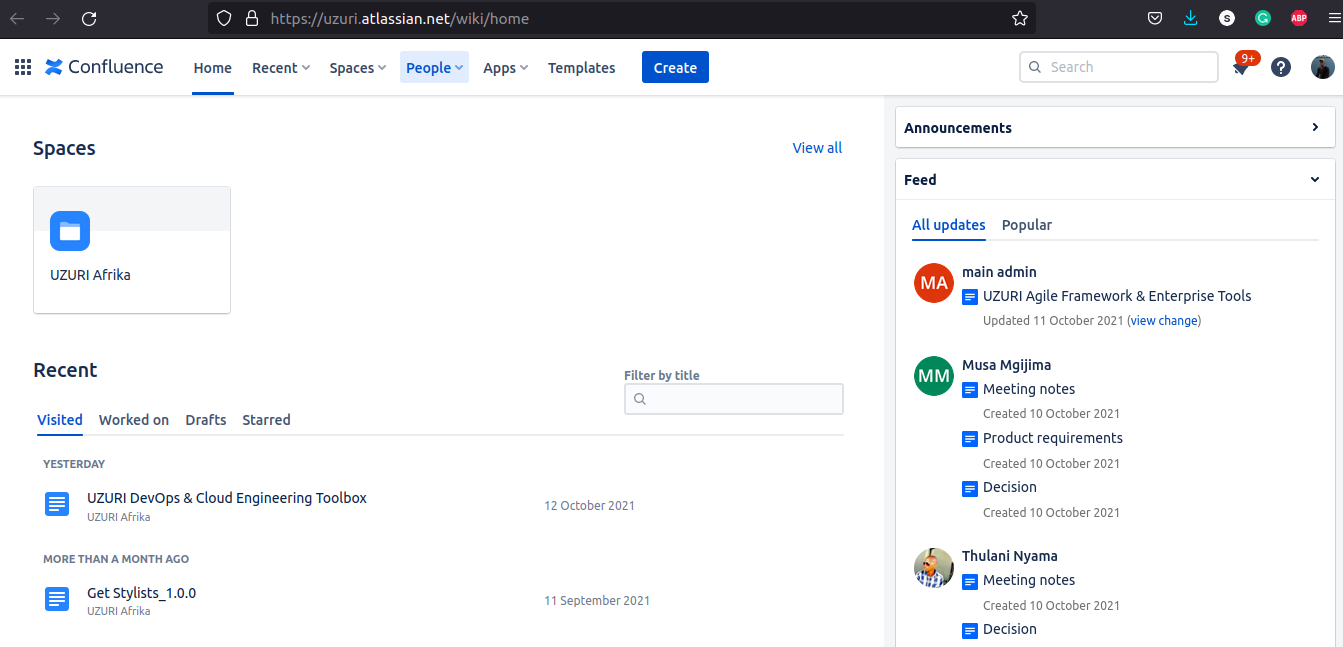 https://uzuri.atlassian.net/wiki/home
S
G
ABP
Confluence
Home
Recent
Spaces
People
Apps
Templates
Create
Search
9+
?
Spaces
View all
UZURI Afrika
Recent
Filter by title
Visited
Worked on
Drafts
Starred
YESTERDAY
UZURI DevOps & Cloud Engineering Toolbox
12 October 2021
UZURI Afrika
MORE THAN A MONTH AGO
Get Stylists_1.0.0
11 September 2021
UZURI Afrika
Announcements
Feed
All updates
Popular
MA
main admin
UZURI Agile Framework & Enterprise Tools
Updated 11 October 2021 (view change)
MM
Musa Mgijima
Meeting notes
Created 10 October 2021
Product requirements
Created 10 October 2021
Decision
Created 10 October 2021
Thulani Nyama
Meeting notes
Created 10 October 2021
Decision